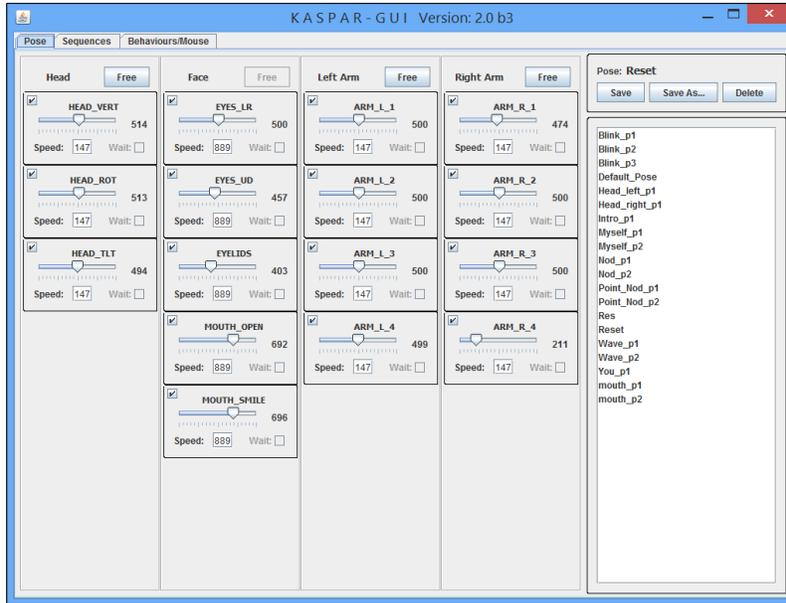 K A S P A R - G U I Version: 2.0 b3
Pose Sequences Behaviours/Mouse
Head Free
HEAD_VERT
514
Speed: 147 Wait:
HEAD_ROT
513
Speed: 147 Wait:
HEAD_TLT
494
Speed: 147 Wait:
Face Free
EYES_LR
500
Speed: 889 Wait:
EYES_UD
457
Speed: 889 Wait:
EYELIDS
403
Speed: 889 Wait:
MOUTH_OPEN
692
Speed: 889 Wait:
MOUTH_SMILE
696
Speed: 889 Wait:
Left Arm Free
ARM_L_1
500
Speed: 147 Wait:
ARM_L_2
500
Speed: 147 Wait:
ARM_L_3
500
Speed: 147 Wait:
ARM_L_4
499
Speed: 147 Wait:
Right Arm Free
ARM_R_1
474
Speed: 147 Wait:
ARM_R_2
500
Speed: 147 Wait:
ARM_R_3
500
Speed: 147 Wait:
ARM_R_4
211
Speed: 147 Wait:
Pose: Reset
Save Save As... Delete
Blink_p1
Blink_p2
Blink_p3
Default_Pose
Head_left_p1
Head_right_p1
Intro_p1
Myself_p1
Myself_p2
Nod_p1
Nod_p2
Point_Nod_p1
Point_Nod_p2
Res
Reset
Wave_p1
Wave_p2
You_p1
mouth_p1
mouth_p2